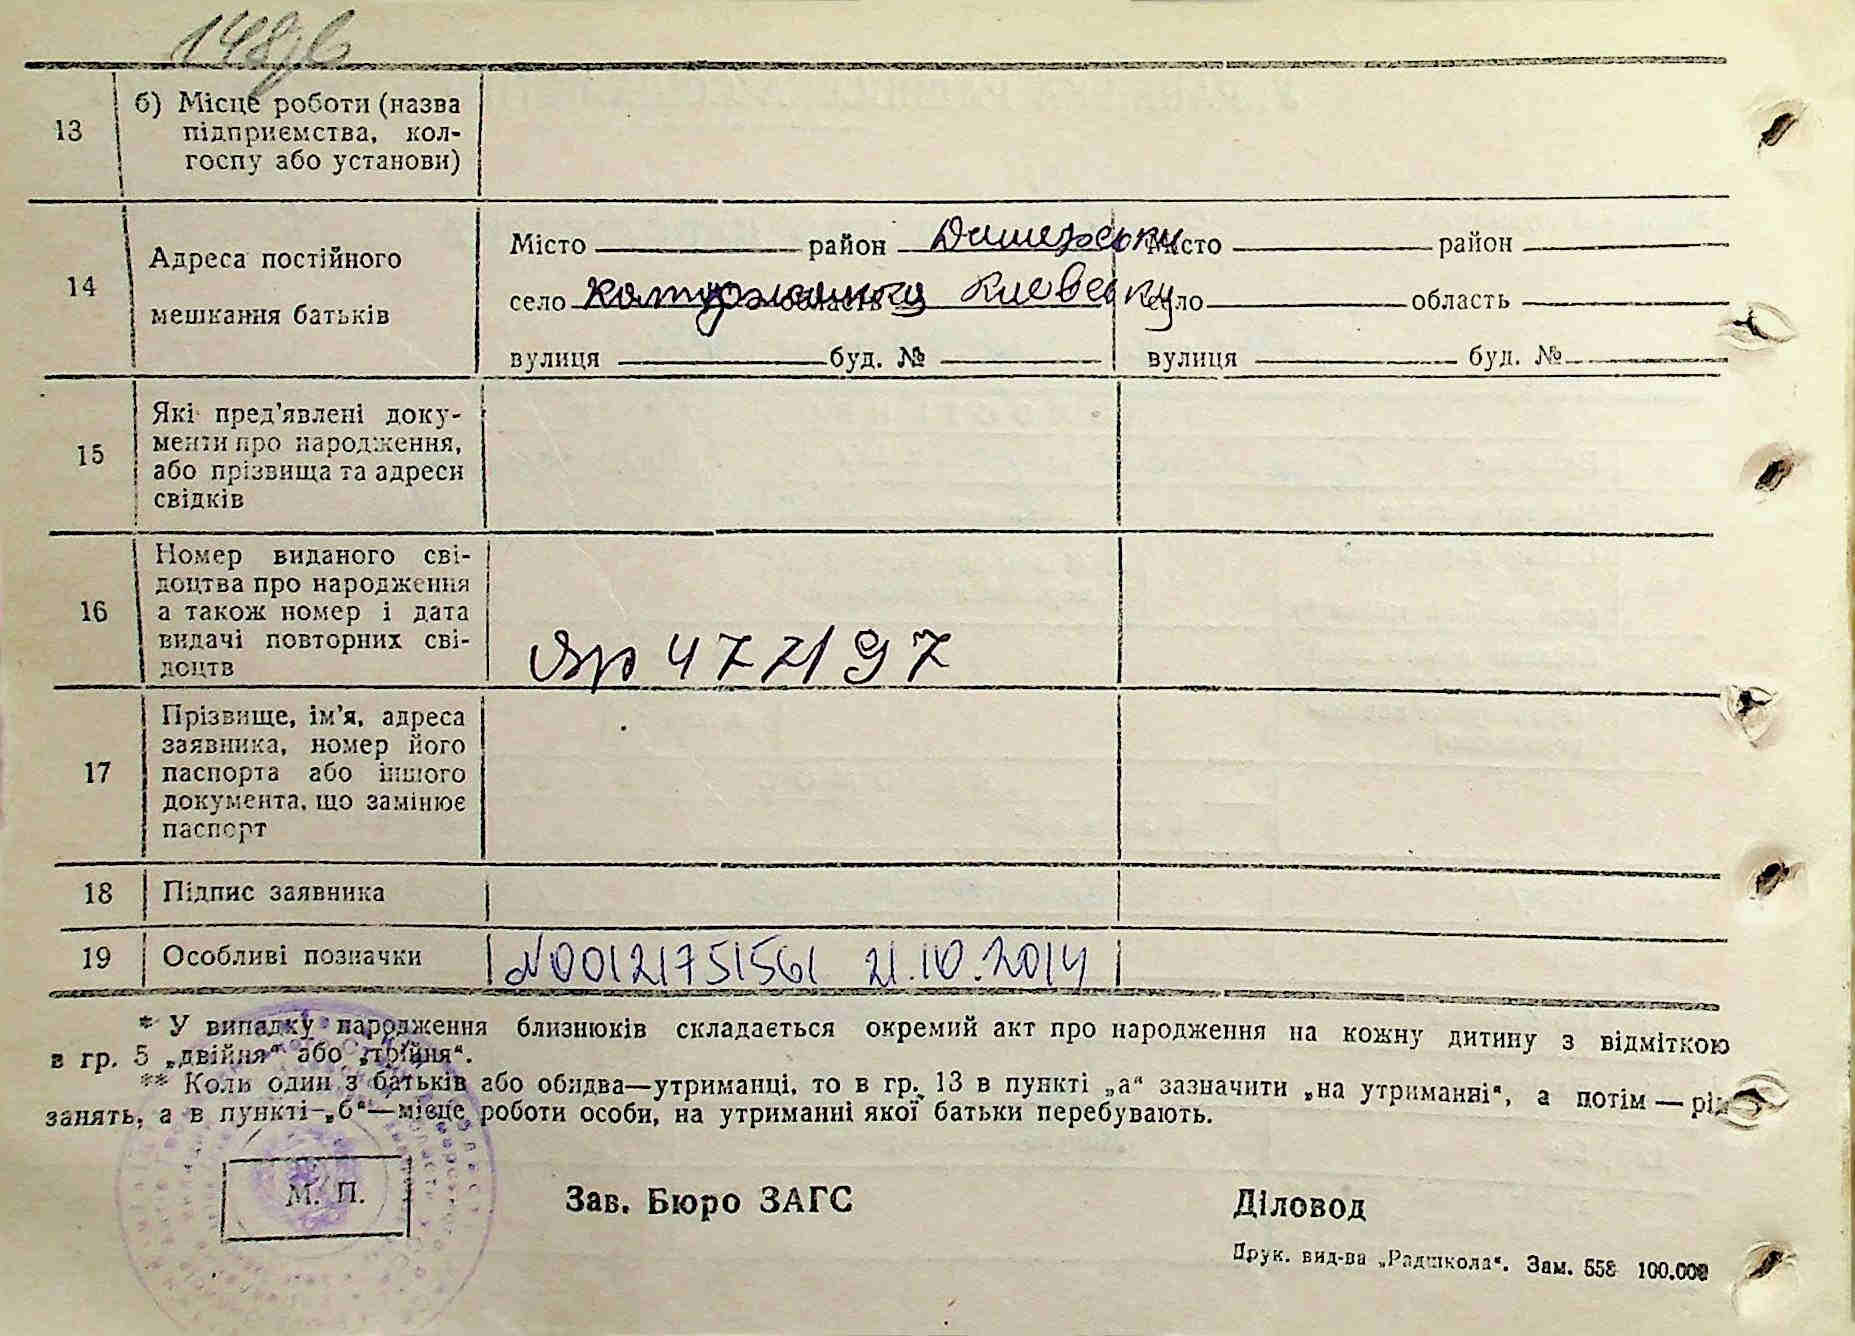 13 б) Місце роботи (назва
підприємства, кол-
госпу або установи)
14 Адреса постійного
мешкання батьків
Місто район Димерськи Місто район
село Катюжанка область Киевську село область
вулиця буд. № вулиця буд. №
15 Які пред'явлені доку-
менти про народження,
або прізвища та адреси
свідків
16 Номер виданого сві-
доцтва про народження
а також номер і дата
видачі повторних сві-
доцтв
477197
17 Прізвище, ім'я, адреса
заявника, номер його
паспорта або іншого
документа, що замінює
паспорт
18 Підпис заявника
19 Особливі позначки N00121751561 21.10.2014
* У випадку народження близнюків складається окремий акт про народження на кожну дитину з відміткою
в гр. 5 „двійня“ або „трійня“.
** Коли один з батьків або обидва—утриманці, то в гр. 13 в пункті „а“ зазначити „на утриманні“, а потім — рід
занять, а в пункті „б“—місце роботи особи, на утриманні якої батьки перебувають.
М. П. Зав. Бюро ЗАГС Діловод
Друк. вид-ва „Радшкола“. Зам. 558 100.000